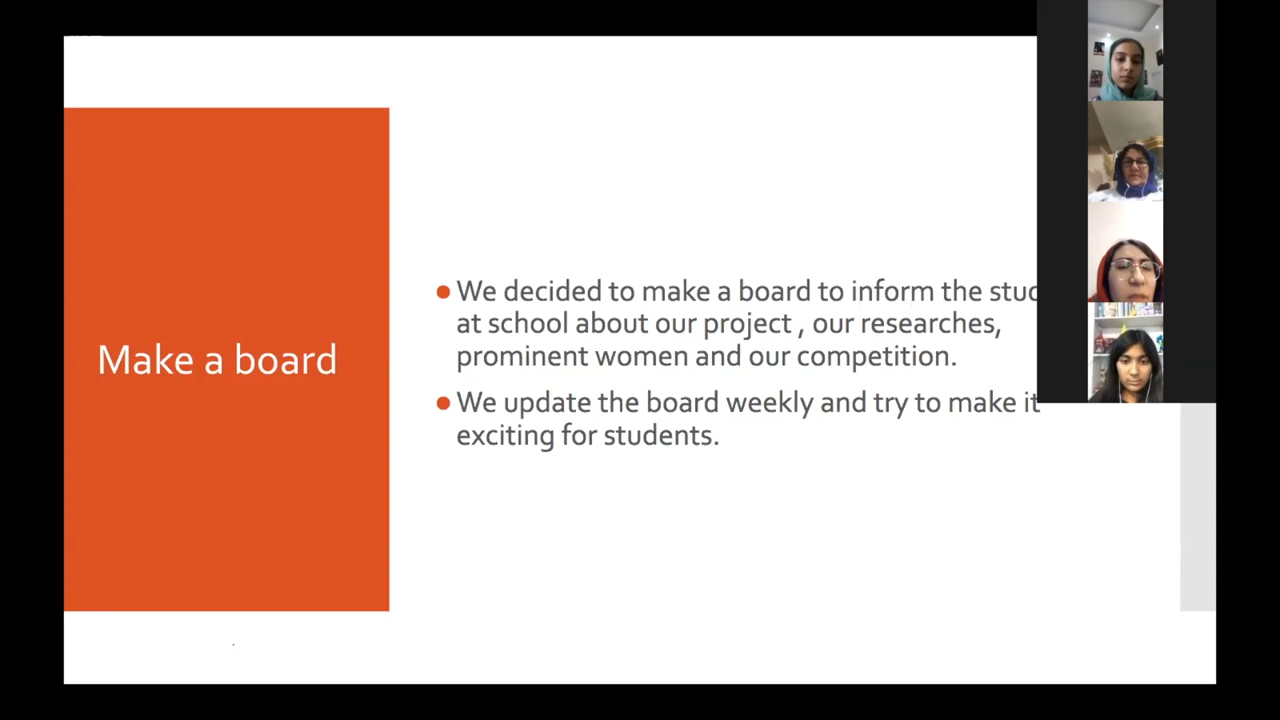 Make a board
We decided to make a board to inform the
at school about our project , our researches,
prominent women and our competition.
We update the board weekly and try to make it
exciting for students.